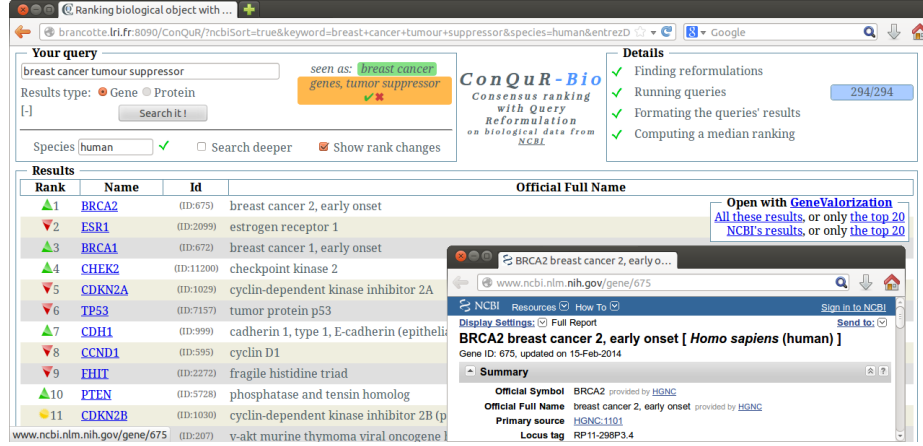 Ranking biological object with ...
brancotte.lri.fr:8090/ConQuR/?ncbiSort=true&keyword=breast+cancer+tumour+suppressor&species=human&entrezD
Google
Your query
breast cancer tumour suppressor
Results type: Gene Protein
[-] Search it !
seen as: breast cancer
genes, tumor suppressor
Species human Search deeper Show rank changes
ConQuR-Bio
Consensus ranking
with Query
Reformulation
on biological data from
NCBI
Details
Finding reformulations
Running queries 294/294
Formating the queries' results
Computing a median ranking
Results
Rank Name Id Official Full Name
1 BRCA2 (ID:675) breast cancer 2, early onset
2 ESR1 (ID:2099) estrogen receptor 1
3 BRCA1 (ID:672) breast cancer 1, early onset
4 CHEK2 (ID:11200) checkpoint kinase 2
5 CDKN2A (ID:1029) cyclin-dependent kinase inhibitor 2A
6 TP53 (ID:7157) tumor protein p53
7 CDH1 (ID:999) cadherin 1, type 1, E-cadherin (epitheli
8 CCND1 (ID:595) cyclin D1
9 FHIT (ID:2272) fragile histidine triad
10 PTEN (ID:5728) phosphatase and tensin homolog
11 CDKN2B (ID:1030) cyclin-dependent kinase inhibitor 2B (p
(ID:207) v-akt murine thymoma viral oncogene
www.ncbi.nlm.nih.gov/gene/675
Open with GeneValorization
All these results, or only the top 20
NCBI's results, or only the top 20
BRCA2 breast cancer 2, early o...
www.ncbi.nlm.nih.gov/gene/675
NCBI Resources How To Sign in to NCBI
Display Settings: Full Report Send to:
BRCA2 breast cancer 2, early onset [ Homo sapiens (human) ]
Gene ID: 675, updated on 15-Feb-2014
Summary
Official Symbol BRCA2 provided by HGNC
Official Full Name breast cancer 2, early onset provided by HGNC
Primary source HGNC:1101
Locus tag RP11-298P3.4